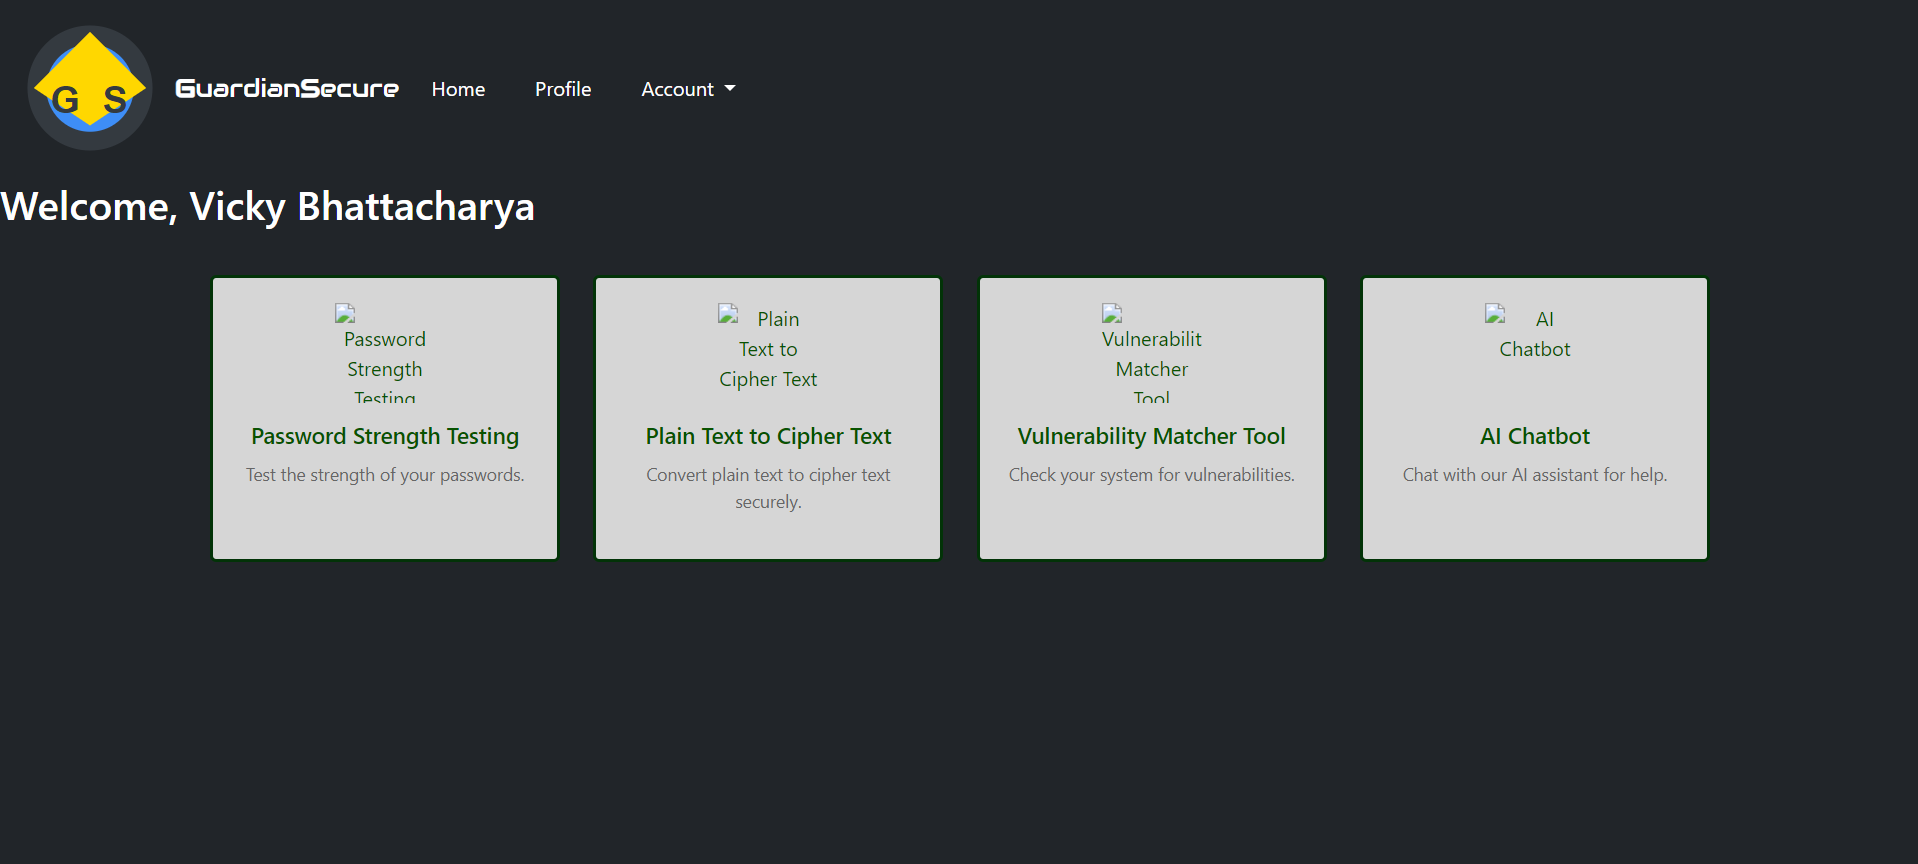 G S
GuardianSecure Home Profile Account
Welcome, Vicky Bhattacharya
Password
Strength
Testing
Plain
Text to
Cipher Text
Vulnerabilit
Matcher
Tool
AI
Chatbot
Password Strength Testing
Plain Text to Cipher Text
Vulnerability Matcher Tool
AI Chatbot
Test the strength of your passwords.
Convert plain text to cipher text
securely.
Check your system for vulnerabilities.
Chat with our AI assistant for help.